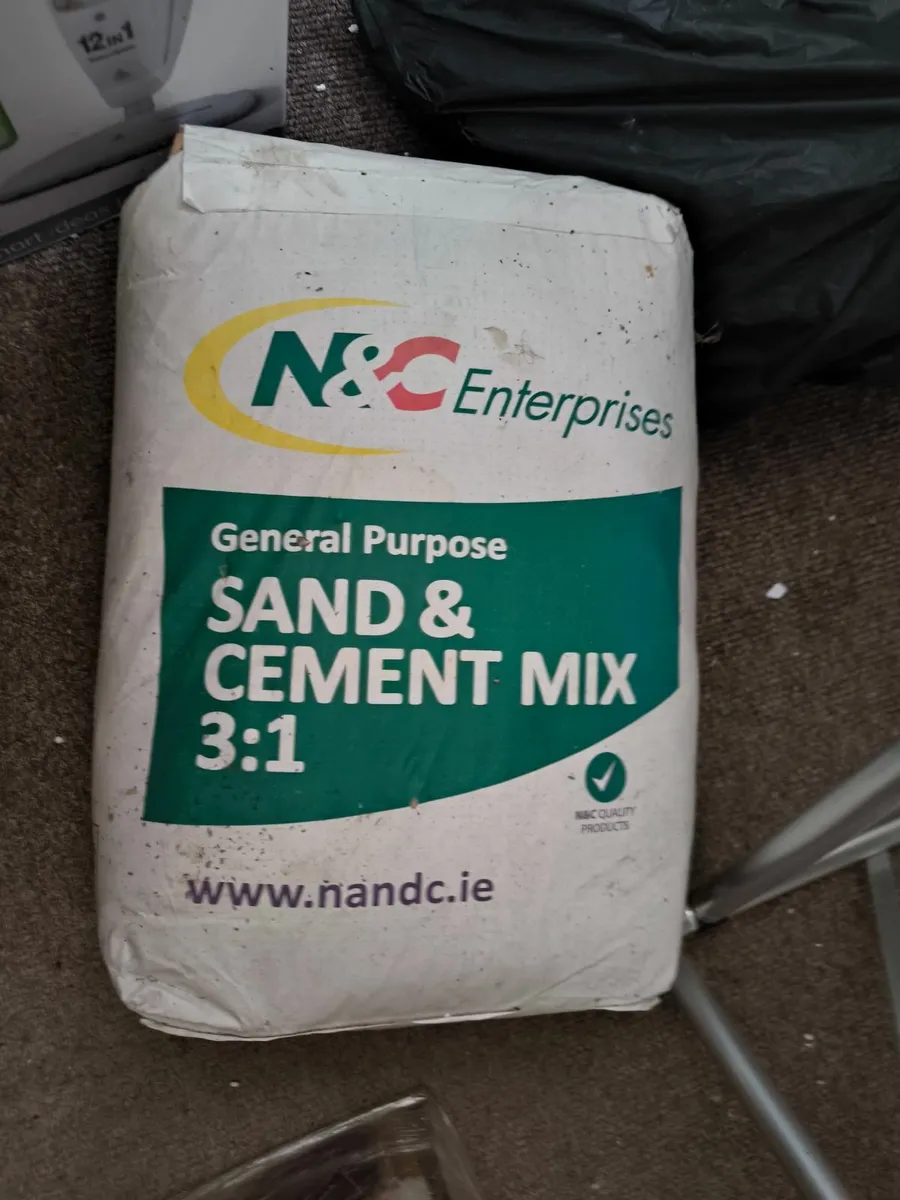 12 IN 1
N&C Enterprises
General Purpose
SAND &
CEMENT MIX
3:1
N&C QUALITY
PRODUCTS
www.nandc.ie